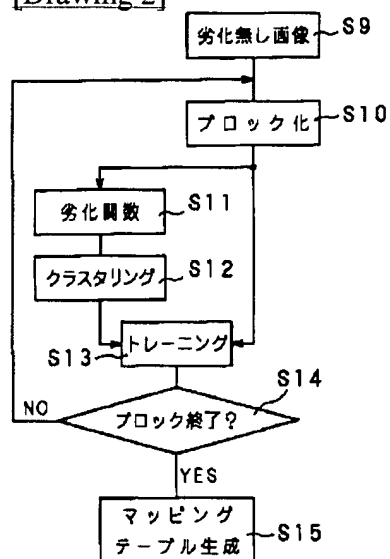 [Drawing 2]
劣化無し画像
S9
ブロック化
S10
劣化関数
S11
クラスタリング
S12
トレーニング
S13
S14
ブロック終了?
NO
YES
マッピング
テーブル生成
S15